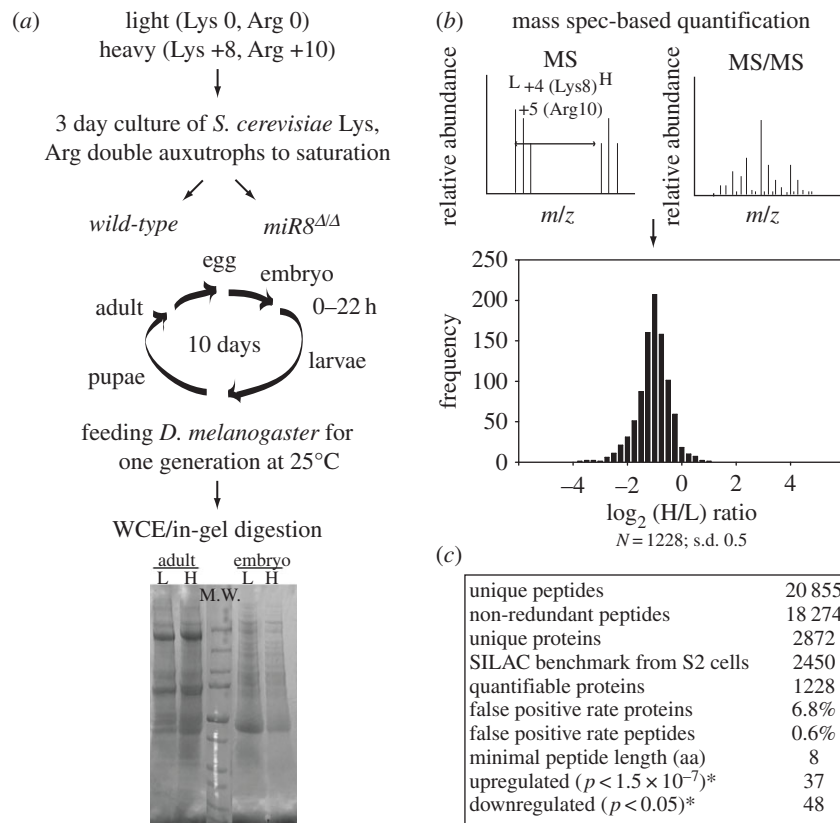 (a)
light (Lys 0, Arg 0)
heavy (Lys +8, Arg +10)
3 day culture of S. cerevisiae Lys,
Arg double auxutrophs to saturation
wild-type
miR8Δ/Δ
egg
embryo
adult
0–22 h
10 days
larvae
pupae
feeding D. melanogaster for
one generation at 25°C
WCE/in-gel digestion
adult
embryo
L H
L H
M.W.
(b)
mass spec-based quantification
MS
L +4 (Lys8) H
+5 (Arg10)
relative abundance
m/z
MS/MS
relative abundance
m/z
250
200
150
100
50
0
frequency
–4 –2 0 2 4
log2 (H/L) ratio
N = 1228; s.d. 0.5
(c)
unique peptides 20 855
non-redundant peptides 18 274
unique proteins 2872
SILAC benchmark from S2 cells 2450
quantifiable proteins 1228
false positive rate proteins 6.8%
false positive rate peptides 0.6%
minimal peptide length (aa) 8
upregulated (p < 1.5 × 10–7)* 37
downregulated (p < 0.05)* 48